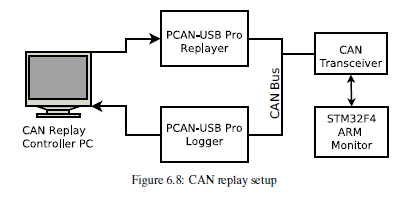 PCAN-USB Pro
Replayer
CAN
Transceiver
CAN Bus
CAN Replay
Controller PC
PCAN-USB Pro
Logger
STM32F4
ARM
Monitor
Figure 6.8: CAN replay setup